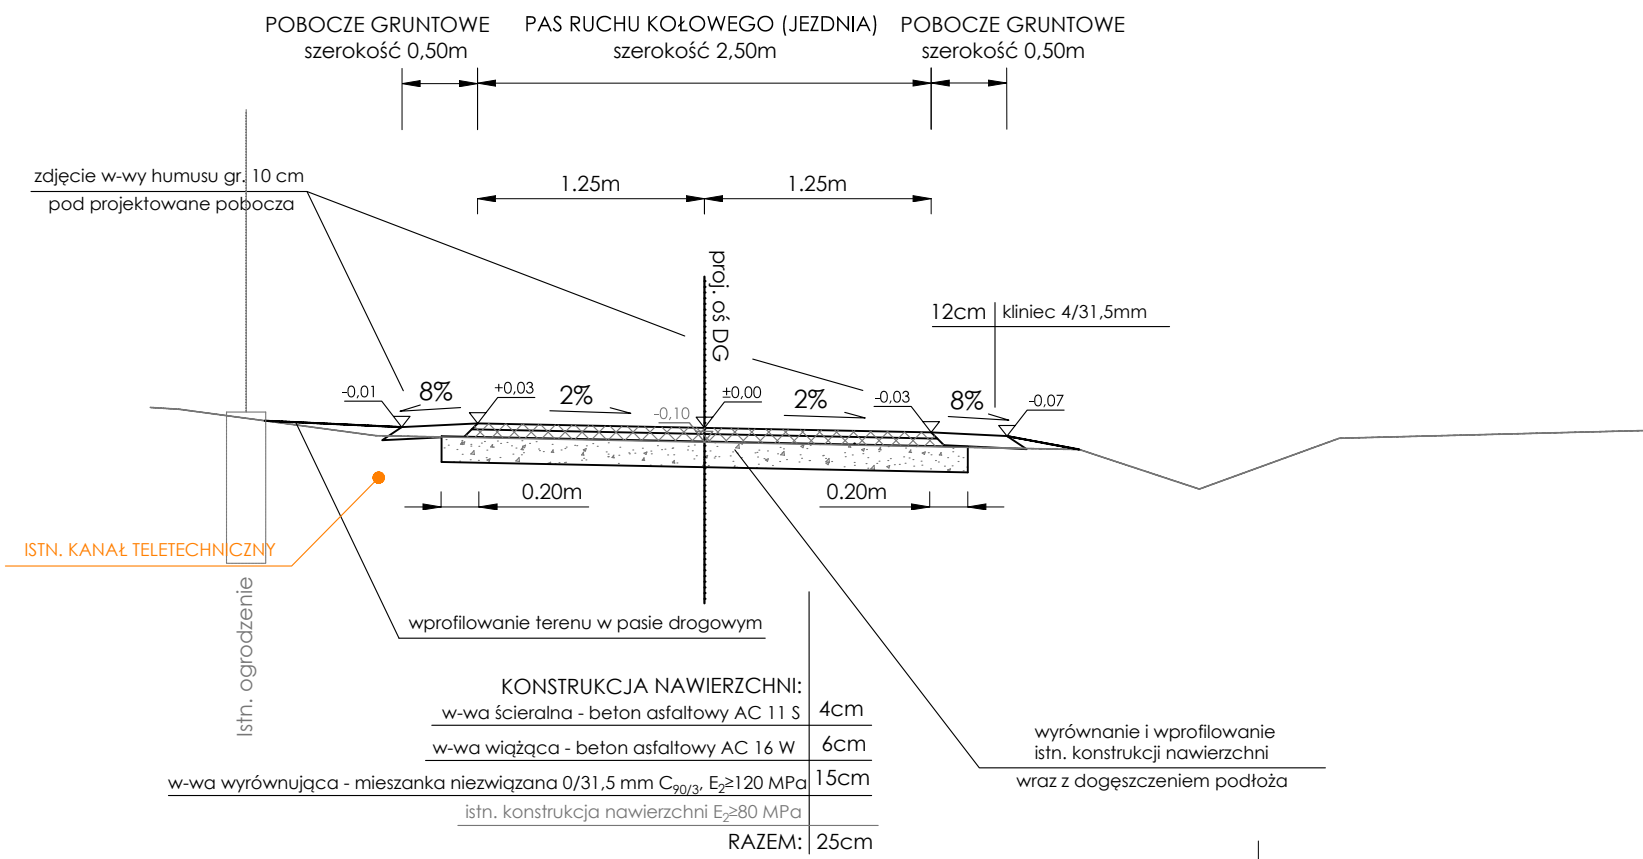 POBOCZE GRUNTOWE
szerokość 0,50m
PAS RUCHU KOŁOWEGO (JEZDNIA)
szerokość 2,50m
POBOCZE GRUNTOWE
szerokość 0,50m
zdjęcie w-wy humusu gr. 10 cm
pod projektowane pobocza
1.25m
1.25m
proj. oś DG
12cm
kliniec 4/31,5mm
-0,01
8%
+0,03
2%
-0,10
±0,00
2%
-0,03
8%
-0,07
0.20m
0.20m
ISTN. KANAŁ TELETECHNICZNY
Istn. ogrodzenie
wprofilowanie terenu w pasie drogowym
KONSTRUKCJA NAWIERZCHNI:
w-wa ścieralna - beton asfaltowy AC 11 S 4cm
w-wa wiążąca - beton asfaltowy AC 16 W 6cm
w-wa wyrównująca - mieszanka niezwiązana 0/31,5 mm C90/3, E2≥120 MPa 15cm
istn. konstrukcja nawierzchni E2≥80 MPa
RAZEM: 25cm
wyrównanie i wprofilowanie
istn. konstrukcji nawierzchni
wraz z dogęszczeniem podłoża